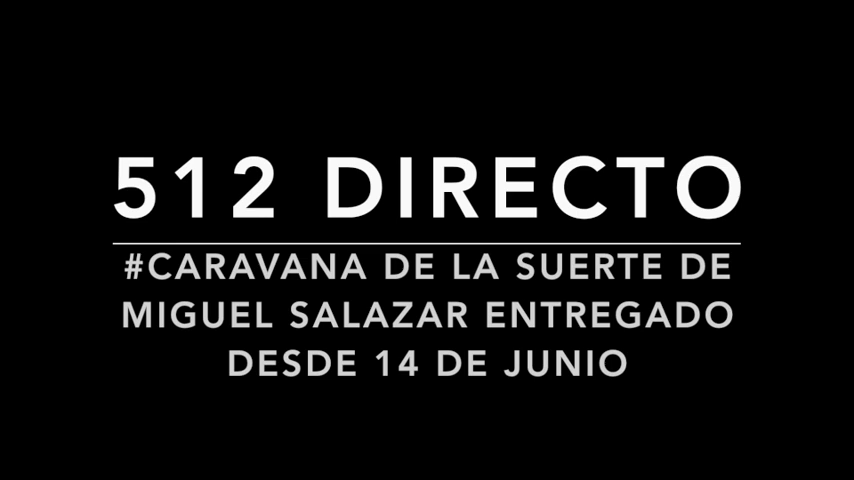 512 DIRECTO
#CARAVANA DE LA SUERTE DE
MIGUEL SALAZAR ENTREGADO
DESDE 14 DE JUNIO